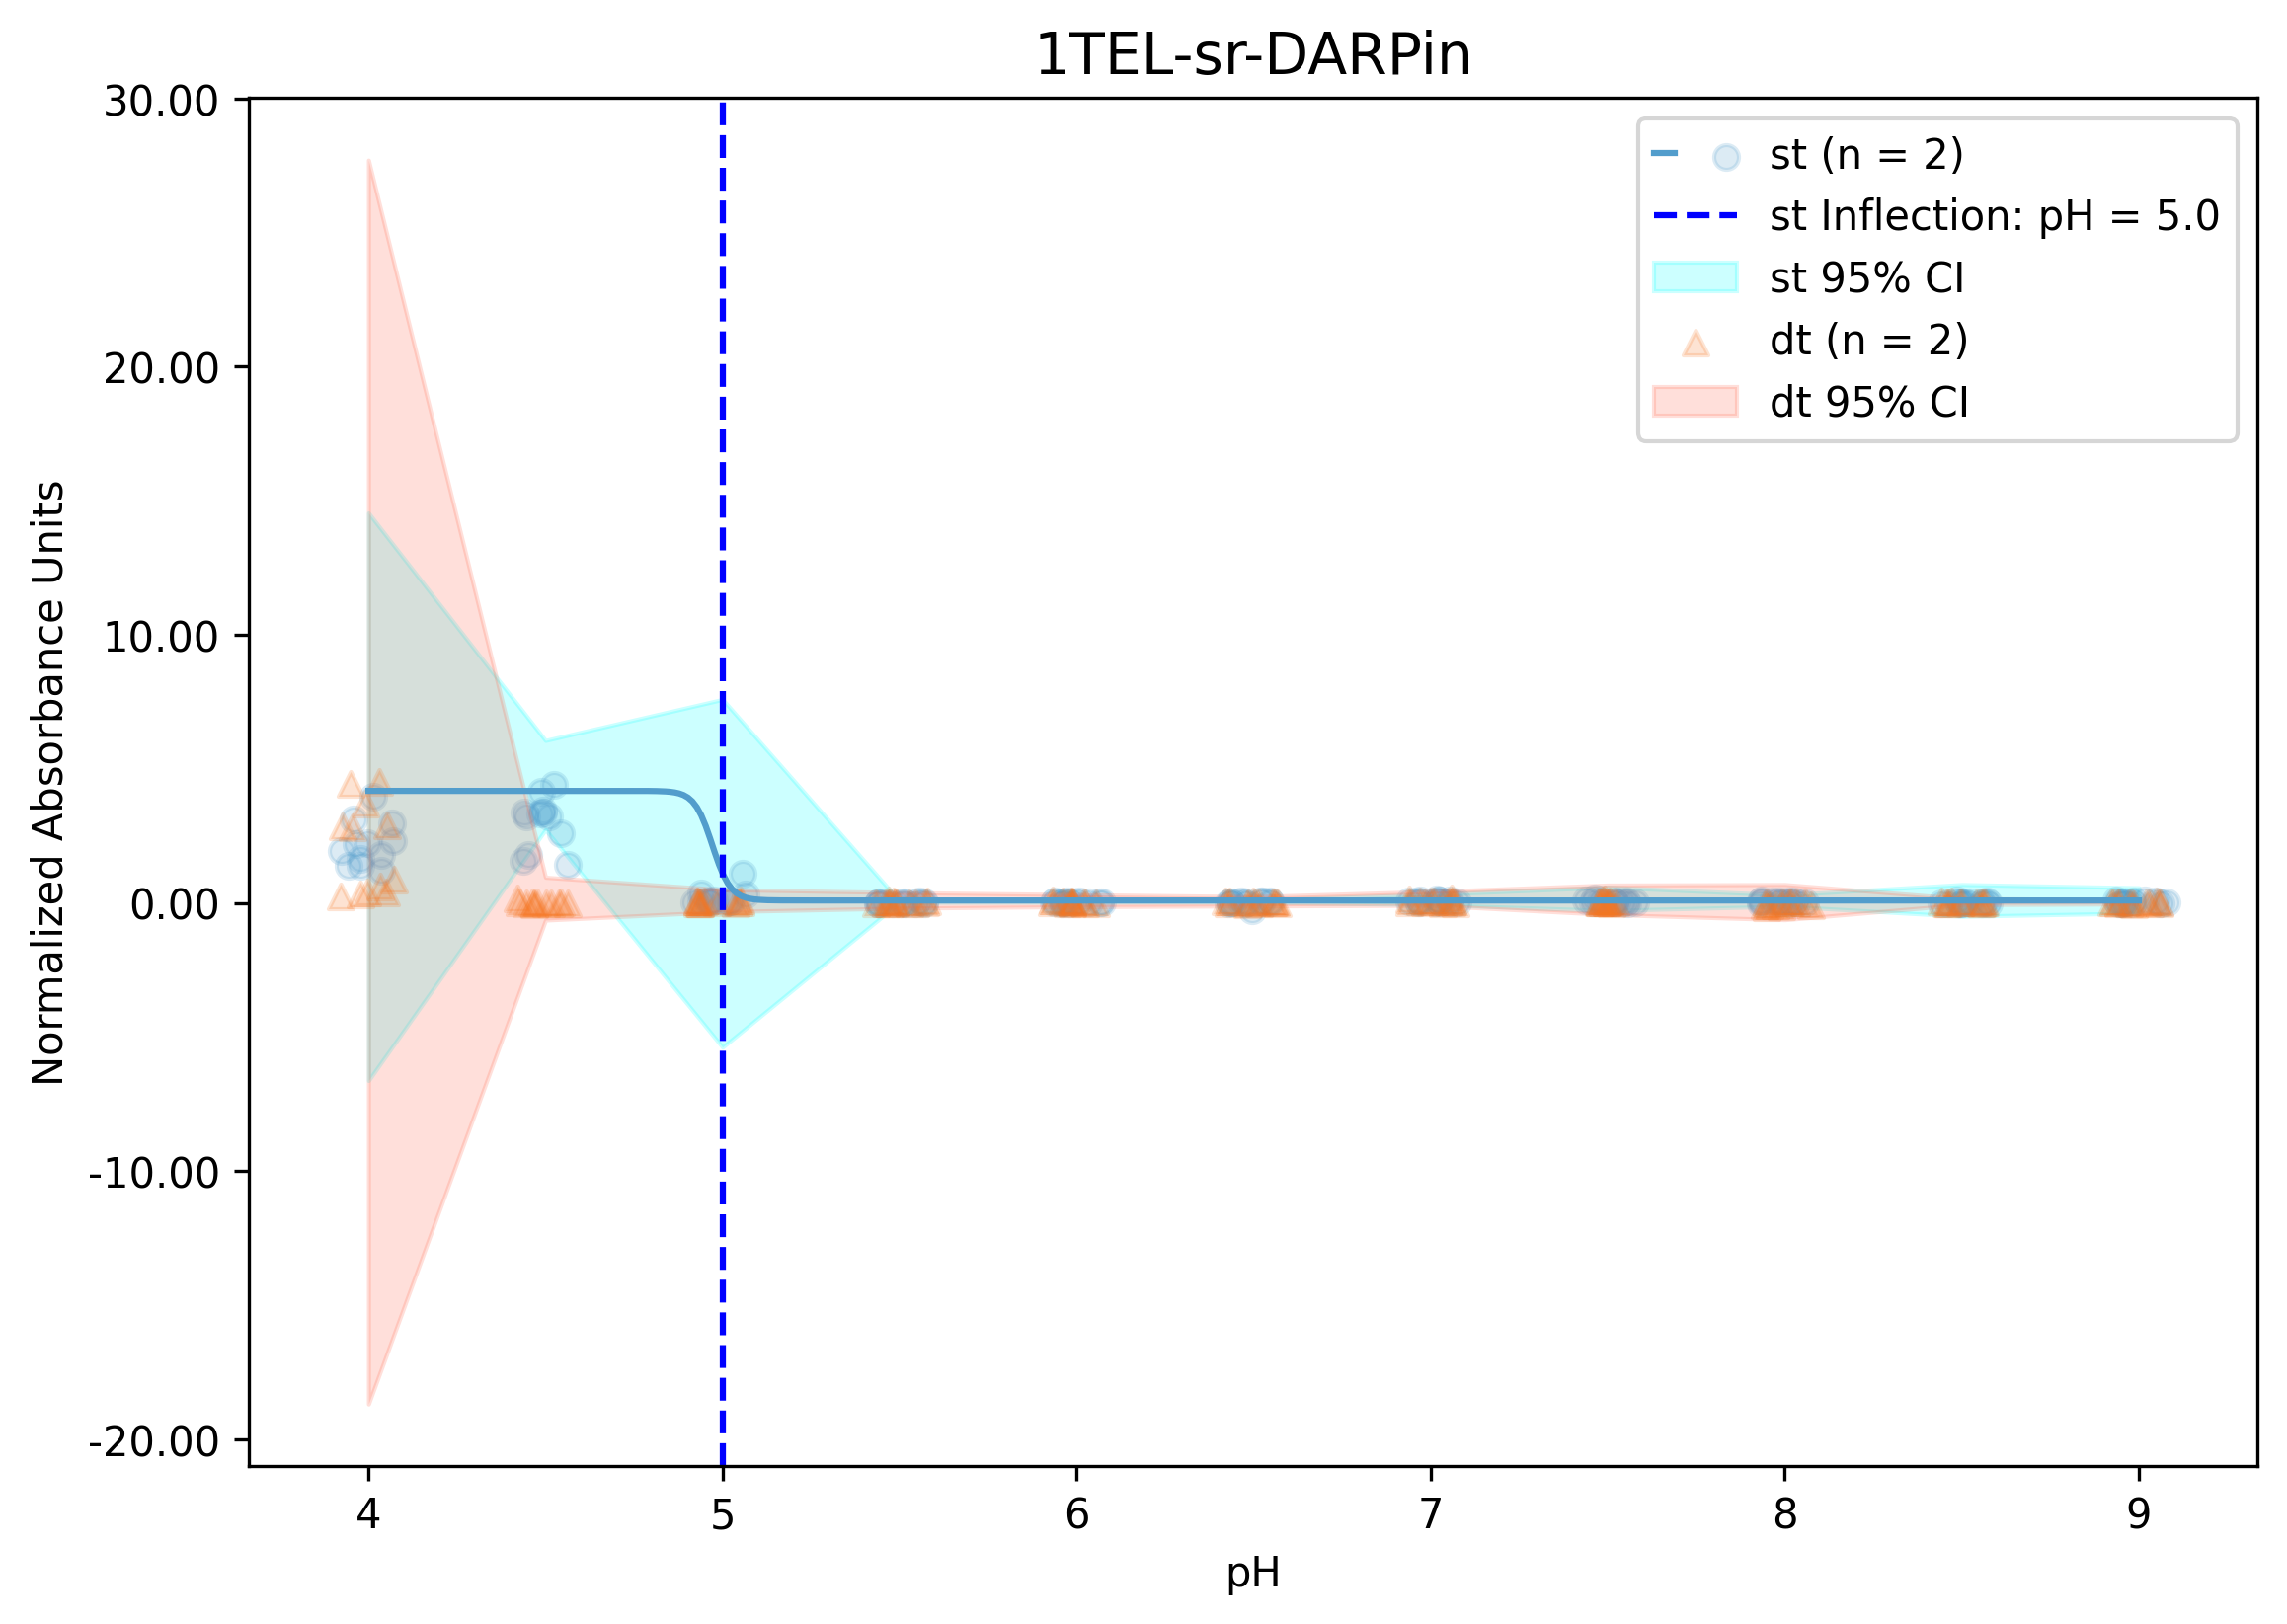 1TEL-sr-DARPin
30.00
20.00
10.00
0.00
-10.00
-20.00
Normalized Absorbance Units
st (n = 2)
st Inflection: pH = 5.0
st 95% CI
dt (n = 2)
dt 95% CI
4 5 6 7 8 9
pH